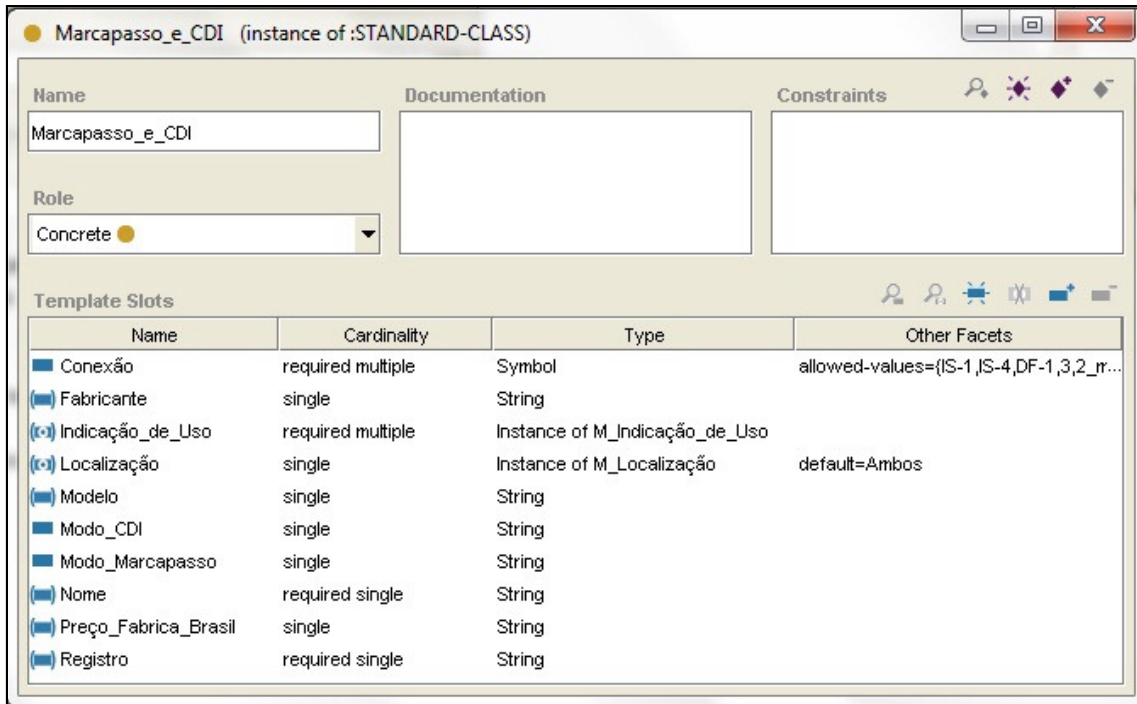 Marcapasso_e_CDI (instance of :STANDARD-CLASS)
Name Documentation Constraints
Marcapasso_e_CDI
Role
Concrete
Template Slots
Name Cardinality Type Other Facets
Conexão required multiple Symbol allowed-values={IS-1,IS-4,DF-1,3,2_m...
Fabricante single String
Indicação_de_Uso required multiple Instance of M_Indicação_de_Uso
Localização single Instance of M_Localização default=Ambos
Modelo single String
Modo_CDI single String
Modo_Marcapasso single String
Nome required single String
Preço_Fabrica_Brasil single String
Registro required single String